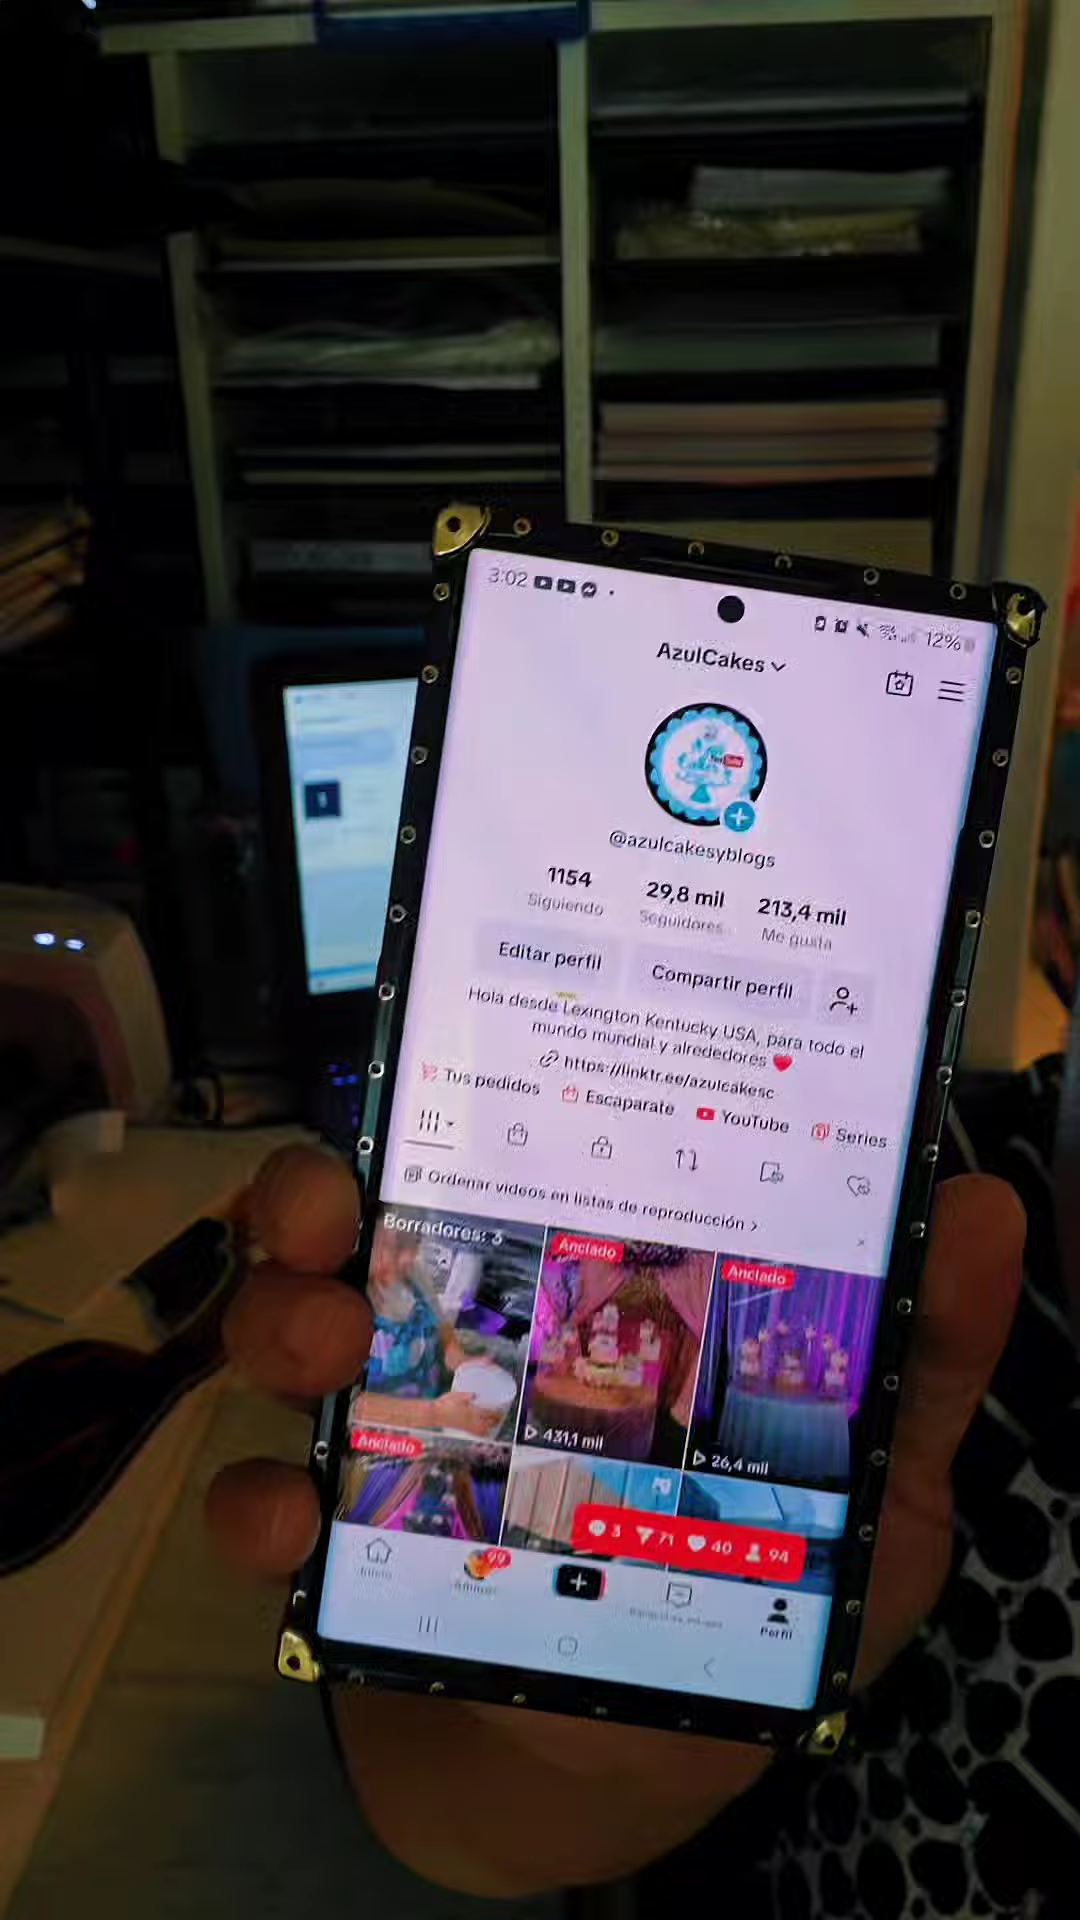 3:02
12%
AzulCakes
YouTube
@azulcakesyblogs
1154 29,8 mil 213,4 mil
Siguiendo Seguidores Me gusta
Editar perfil Compartir perfil
Hola desde Lexington Kentucky USA, para todo el
mundo mundial y alrededores
https://linktr.ee/azulcakesc
Tus pedidos Escaparate YouTube Series
Ordenar videos en listas de reproducción >
Borradores: 3
Anclado
Anclado
431,1 mil
26,4 mil
Anclado
3 71 40 94
Inicio
99
Perfil